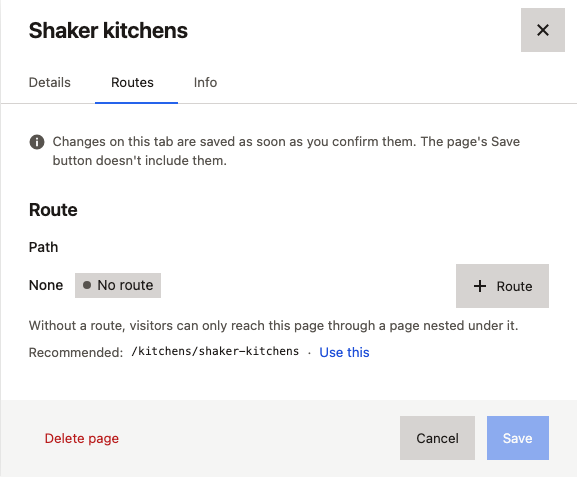 Shaker kitchens
Details Routes Info
Changes on this tab are saved as soon as you confirm them. The page's Save
button doesn't include them.
Route
Path
None No route + Route
Without a route, visitors can only reach this page through a page nested under it.
Recommended: /kitchens/shaker-kitchens · Use this
Delete page Cancel Save